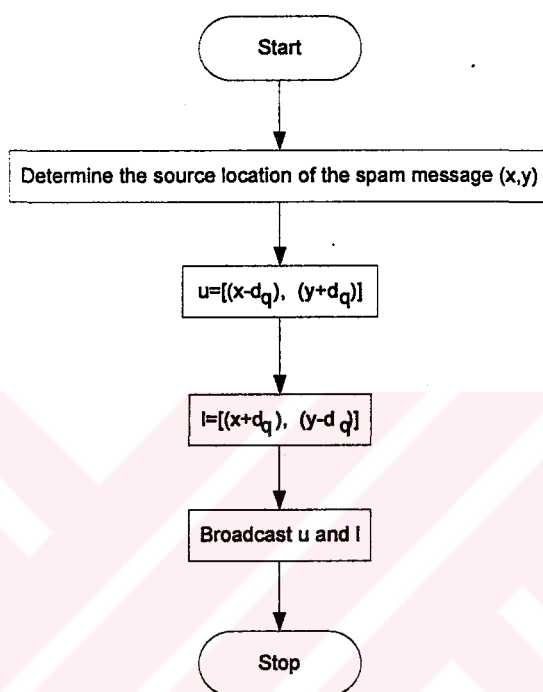 Start
Determine the source location of the spam message (x,y)
u=[(x-dq), (y+dq)]
l=[(x+dq), (y-dq)]
Broadcast u and l
Stop